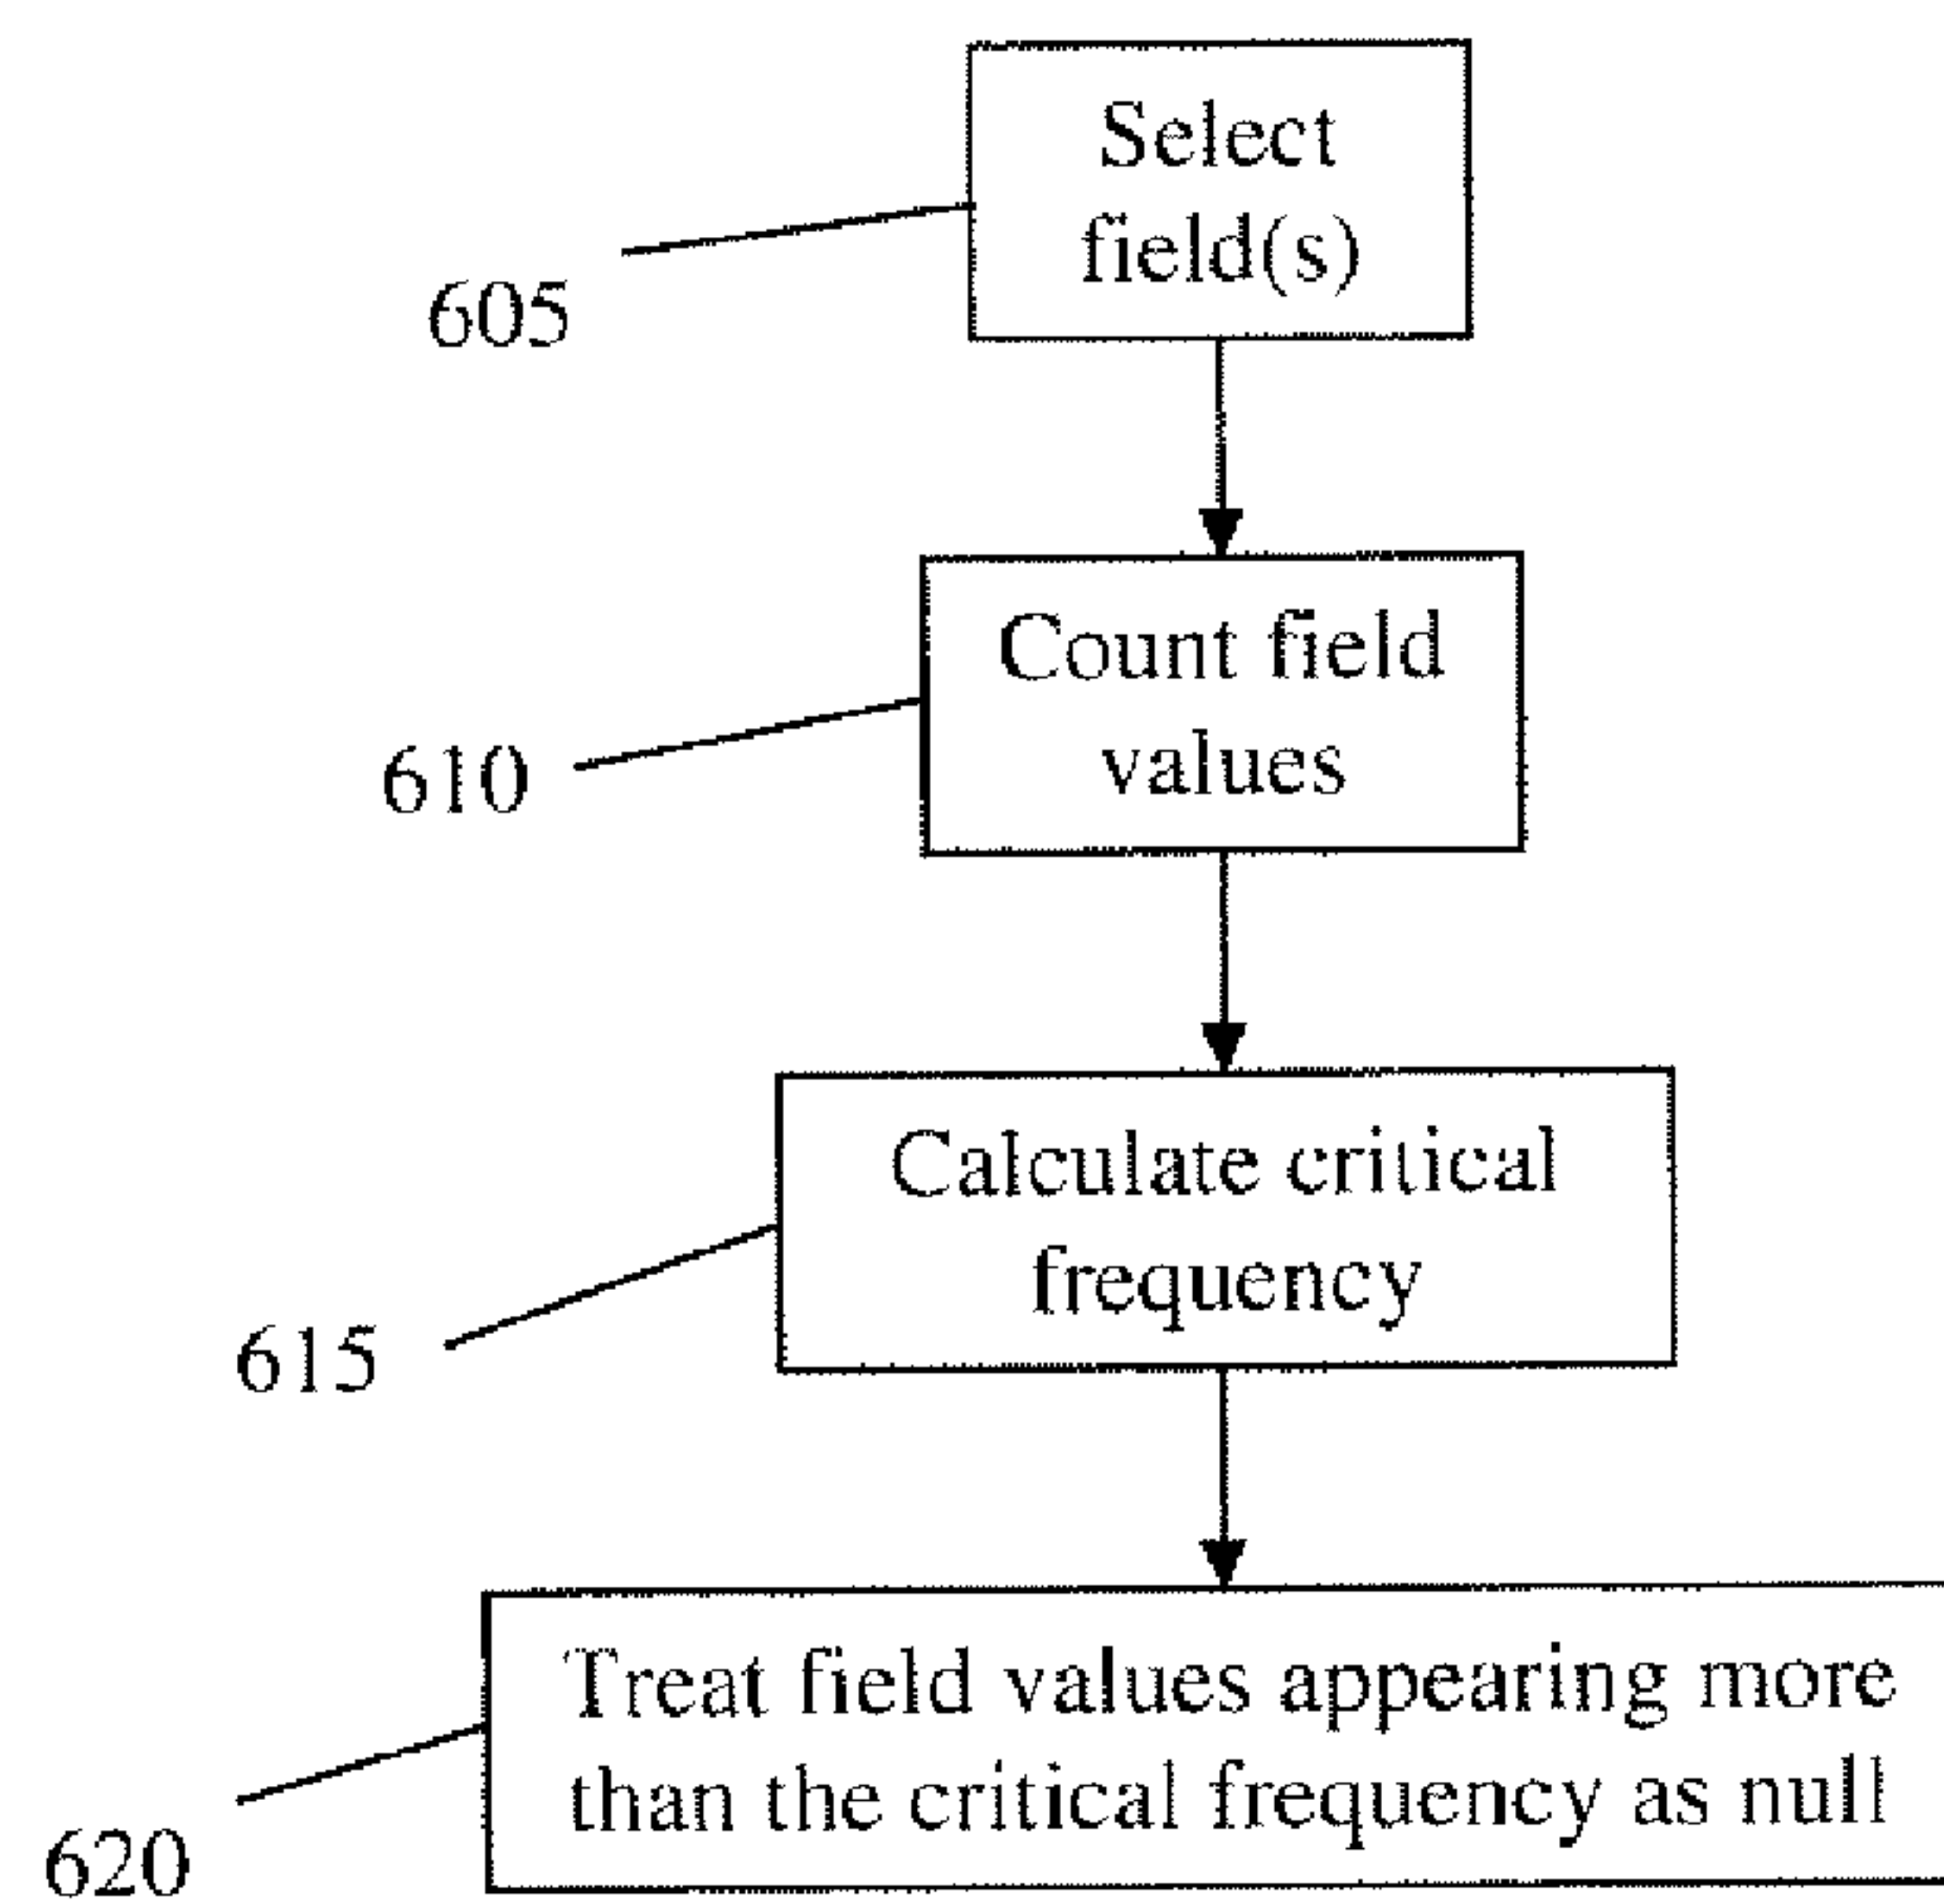 Select
field(s)
605
Count field
values
610
Calculate critical
frequency
615
Treat field values appearing more
than the critical frequency as null
620